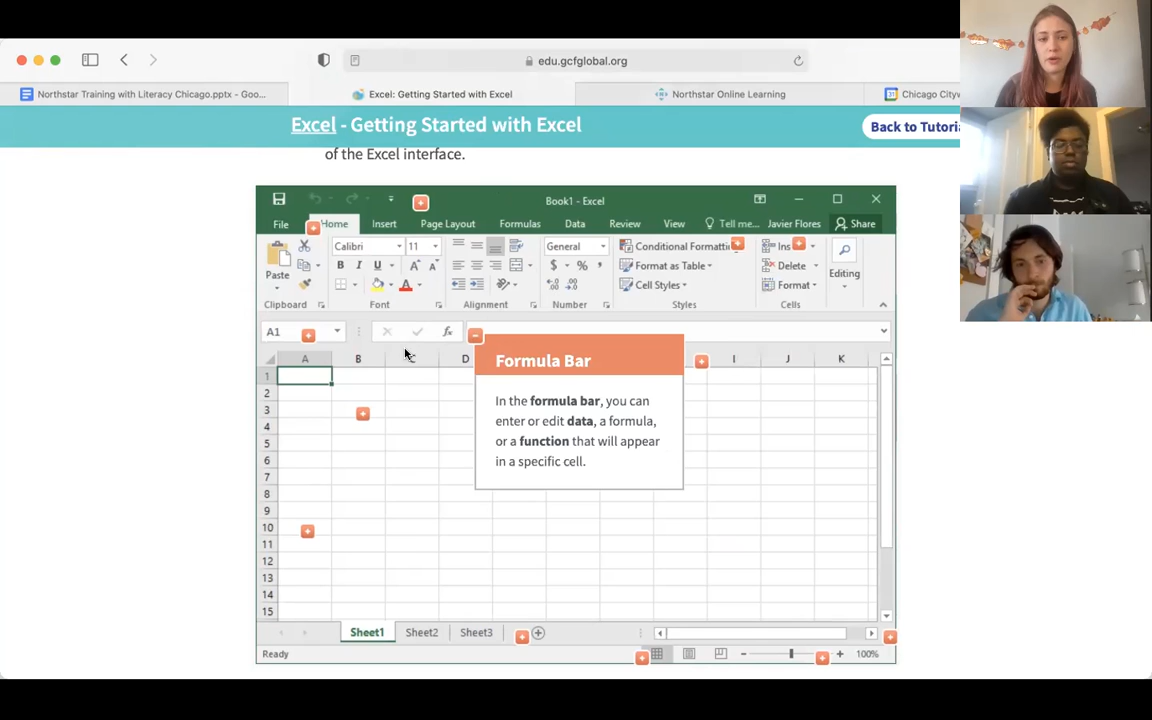 edu.gcfglobal.org
Northstar Training with Literacy Chicago.pptx - Goo...
Excel: Getting Started with Excel
Northstar Online Learning
Chicago Cityw
Excel - Getting Started with Excel
Back to Tutori
of the Excel interface.
Book1 - Excel
File
Home
Insert
Page Layout
Formulas
Data
Review
View
Tell me...
Javier Flores
Share
Paste
Calibri
11
B I U
A A
A
General
$ % ,
Conditional Formatti
Format as Table
Cell Styles
Ins
Delete
Format
Editing
Clipboard
Font
Alignment
Number
Styles
Cells
A1
fx
A B C D I J K
Formula Bar
In the formula bar, you can
enter or edit data, a formula,
or a function that will appear
in a specific cell.
1
2
3
4
5
6
7
8
9
10
11
12
13
14
15
Sheet1
Sheet2
Sheet3
Ready
100%